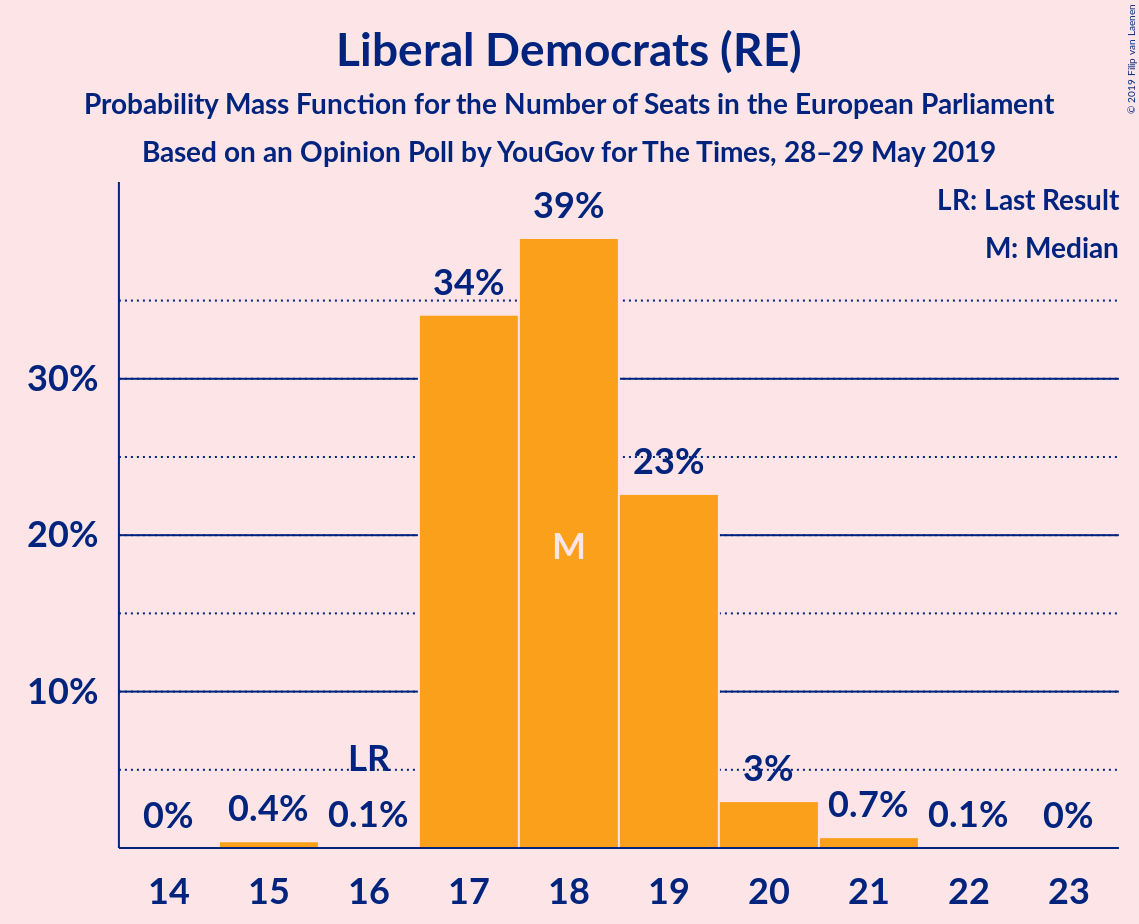 © 2019 Filip van Laenen
Liberal Democrats (RE)
Probability Mass Function for the Number of Seats in the European Parliament
Based on an Opinion Poll by YouGov for The Times, 28–29 May 2019
LR: Last Result
M: Median
39%
34%
30%
23%
20%
M
10%
LR
3%
0%
0.4%
0.1%
0.7%
0.1%
0%
14 15 16 17 18 19 20 21 22 23